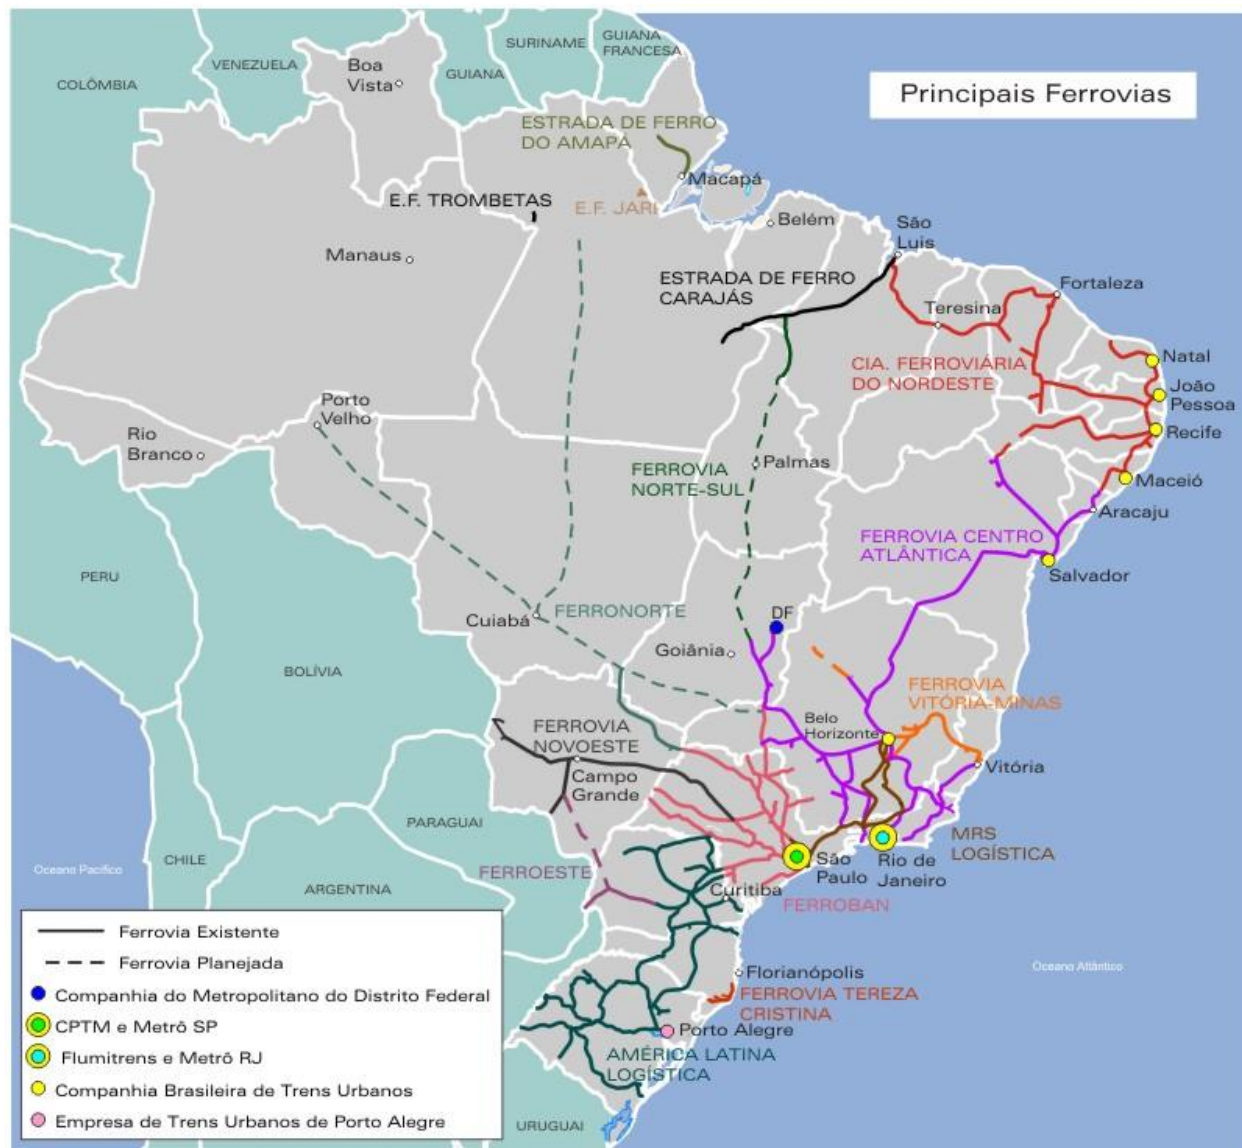 Principais Ferrovias
COLÔMBIA
VENEZUELA
GUIANA
SURINAME
GUIANA
FRANCESA
Boa
Vista
ESTRADA DE FERRO
DO AMAPÁ
Macapá
E.F. TROMBETAS
E.F. JARI
Belém
São
Luis
Manaus
ESTRADA DE FERRO
CARAJÁS
Fortaleza
Teresina
CIA. FERROVIÁRIA
DO NORDESTE
Natal
João
Pessoa
Recife
Porto
Velho
Rio
Branco
FERROVIA
NORTE-SUL
Palmas
Maceió
Aracaju
FERROVIA CENTRO
ATLÂNTICA
Salvador
PERU
Cuiabá
FERRONORTE
DF
Goiânia
BOLÍVIA
FERROVIA
VITÓRIA-MINAS
Belo
Horizonte
FERROVIA
NOVOESTE
Campo
Grande
Vitória
PARAGUAI
MRS
LOGÍSTICA
CHILE
Oceano Pacífico
ARGENTINA
FERROESTE
São
Paulo
Rio de
Janeiro
Curitiba
FERROBAN
Florianópolis
Oceano Atlântico
FERROVIA TEREZA
CRISTINA
Porto Alegre
AMÉRICA LATINA
LOGÍSTICA
URUGUAI
Ferrovia Existente
Ferrovia Planejada
Companhia do Metropolitano do Distrito Federal
CPTM e Metrô SP
Flumitrens e Metrô RJ
Companhia Brasileira de Trens Urbanos
Empresa de Trens Urbanos de Porto Alegre